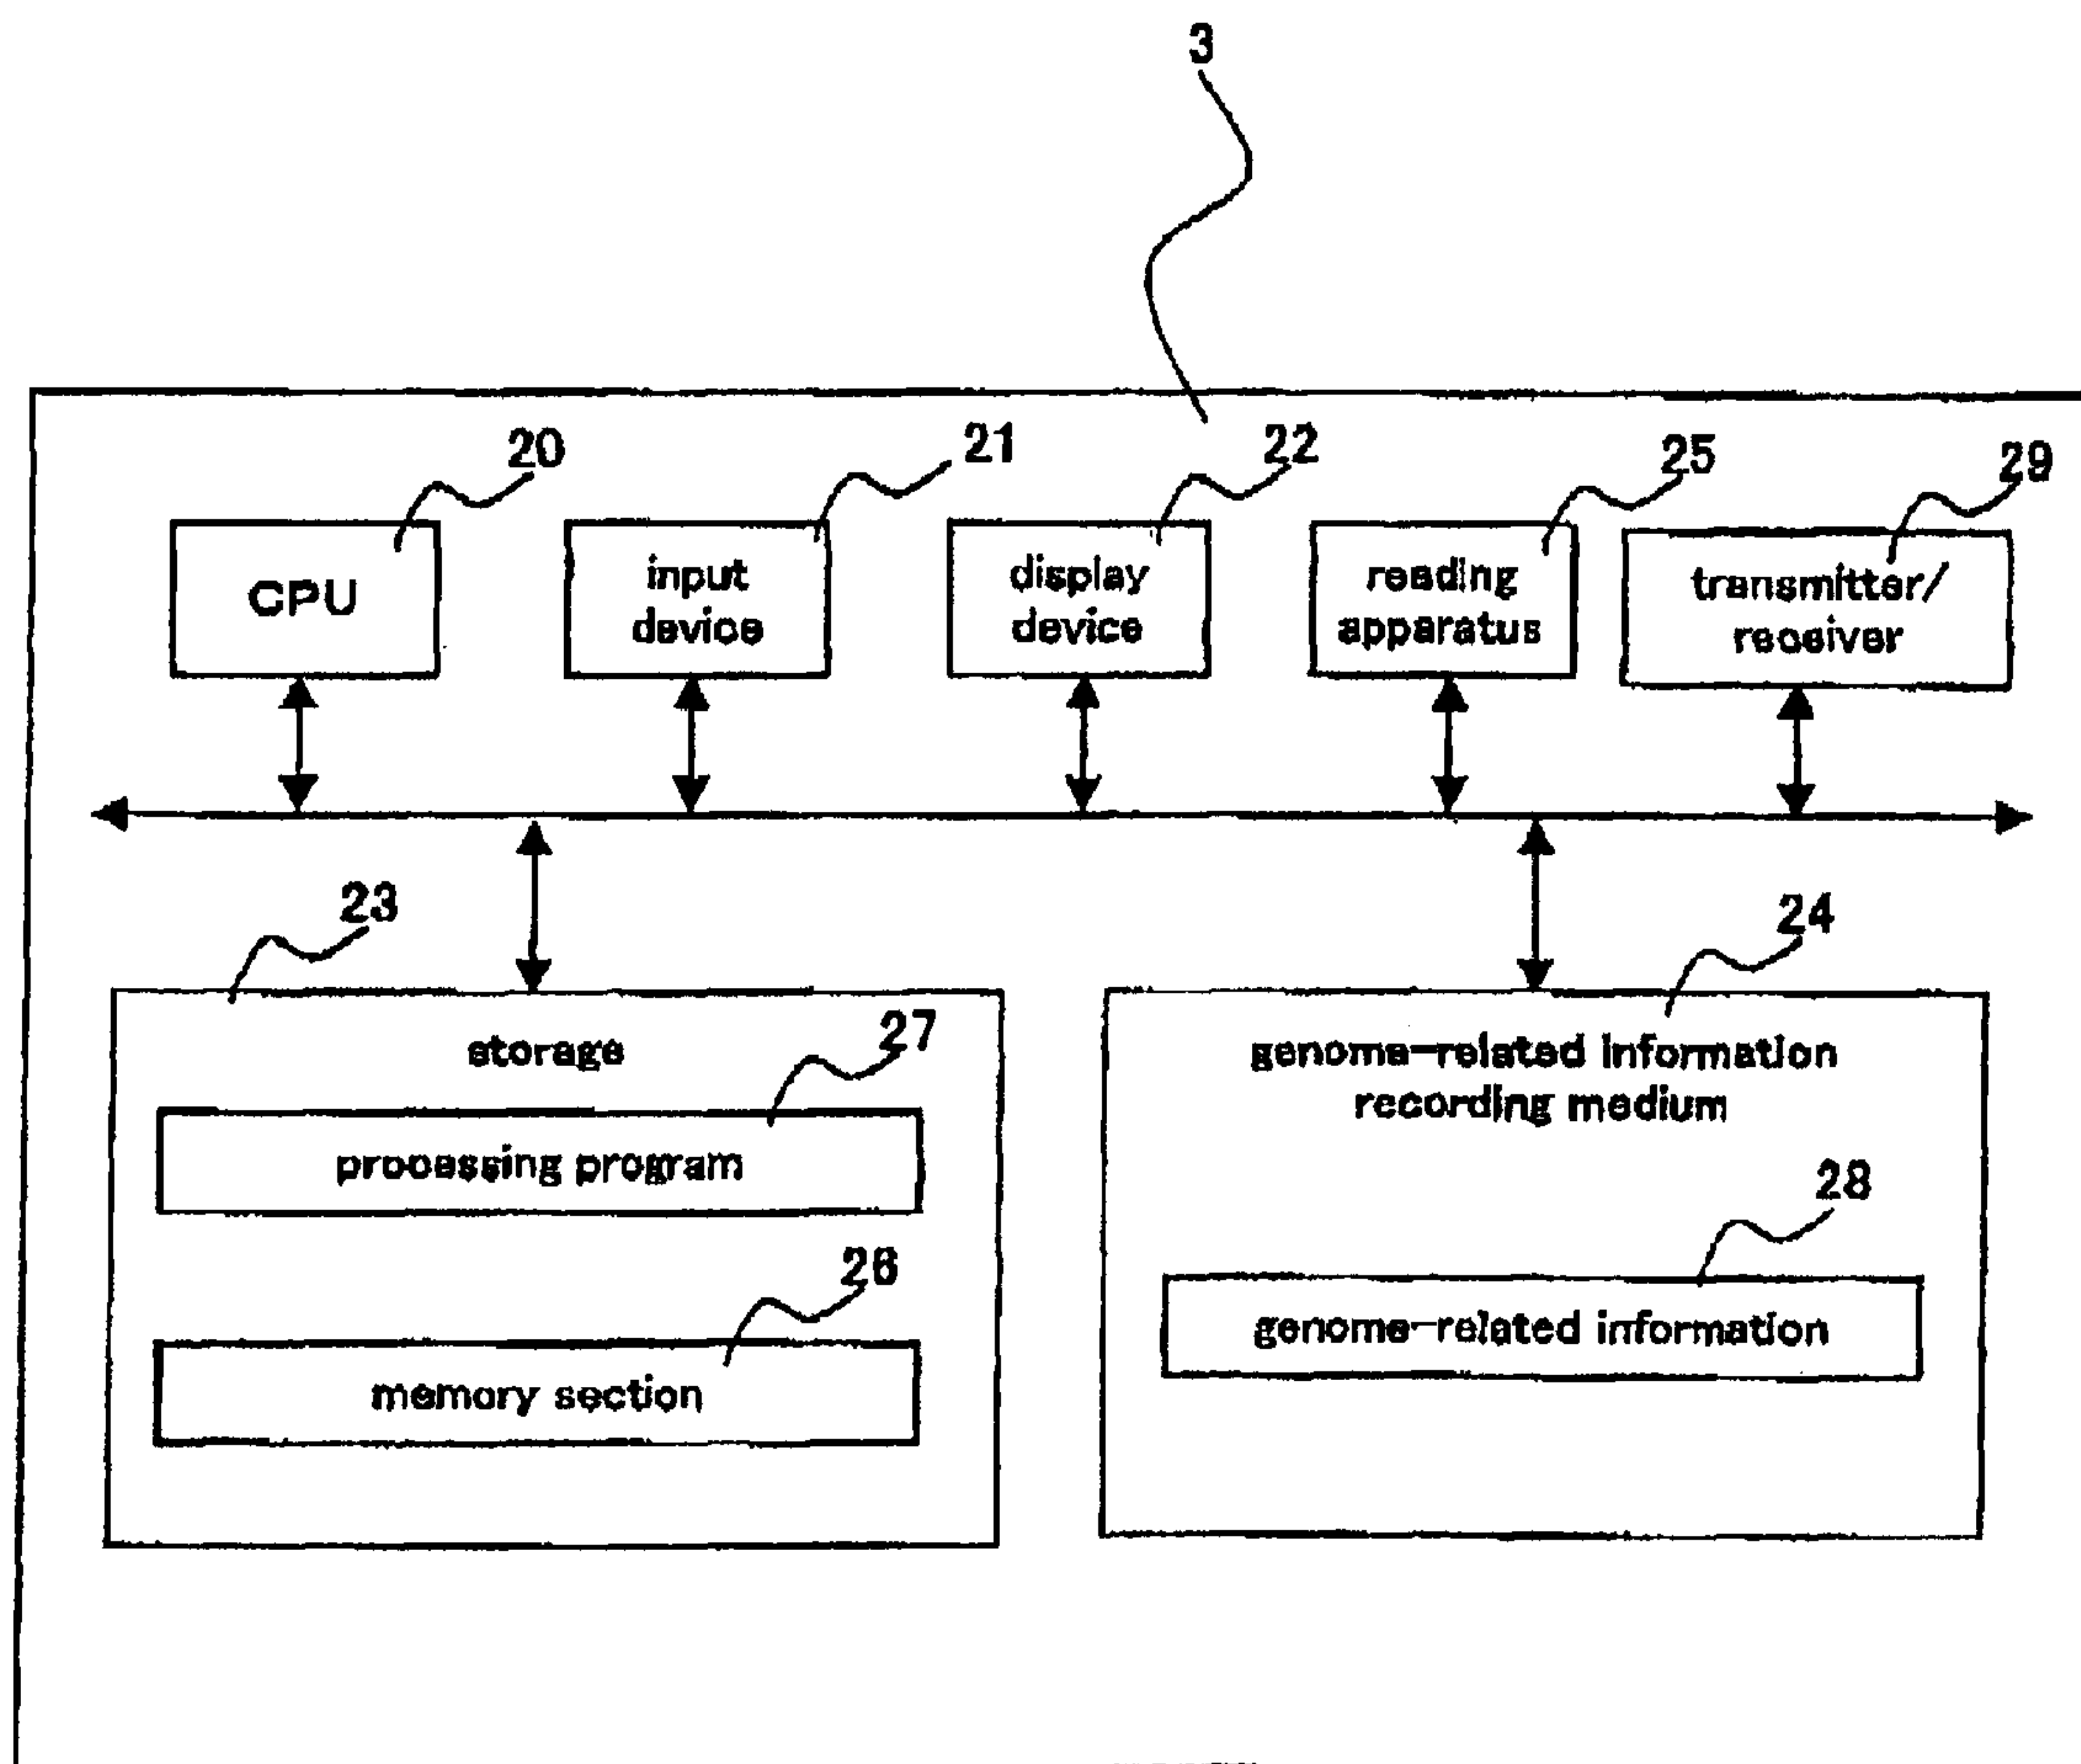 3
20
21
22
25
29
CPU
input
device
display
device
reading
apparatus
transmitter/
receiver
23
24
storage
27
processing program
26
memory section
genome-related information
recording medium
28
genome-related information